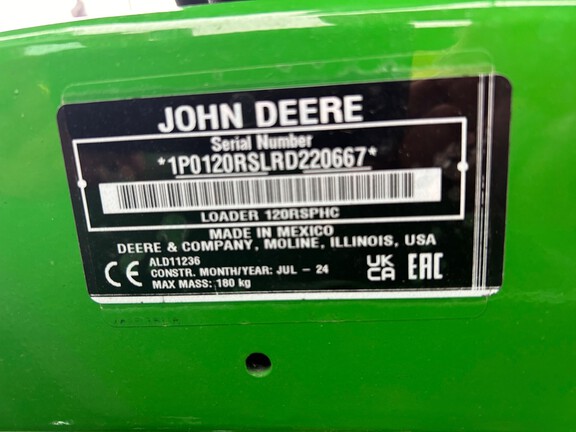 JOHN DEERE
Serial Number
*1P0120RSLRD220667*
LOADER 120RSPHC
MADE IN MEXICO
DEERE & COMPANY, MOLINE, ILLINOIS, USA
CE
ALD11236
CONSTR. MONTH/YEAR: JUL - 24
MAX MASS: 180 kg
UK
CA
EAC